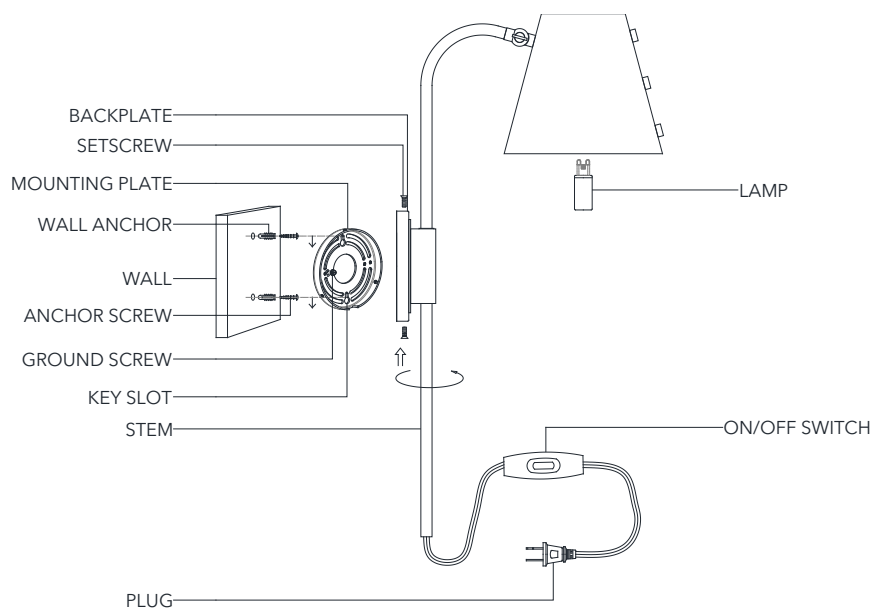 BACKPLATE
SETSCREW
MOUNTING PLATE
WALL ANCHOR
WALL
ANCHOR SCREW
GROUND SCREW
KEY SLOT
STEM
PLUG
LAMP
ON/OFF SWITCH